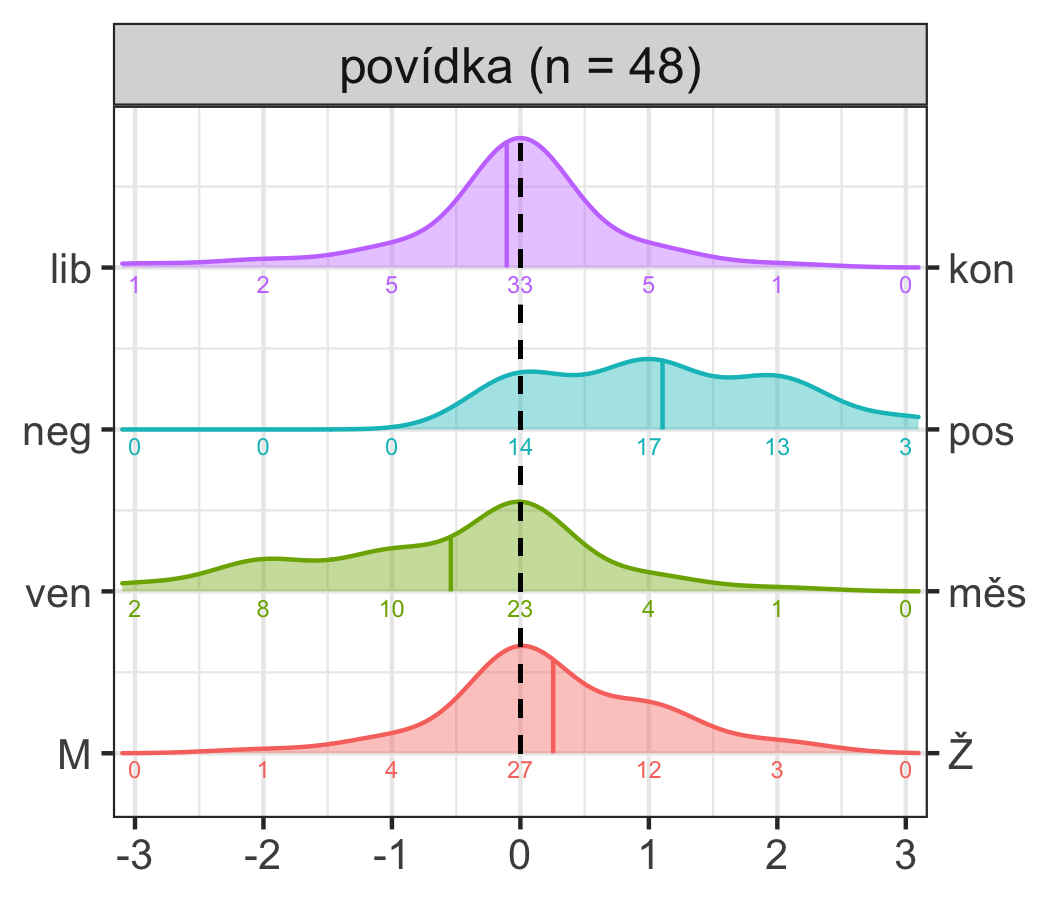 povídka (n = 48)
lib kon
1 2 5 33 5 1 0
neg pos
0 0 0 14 17 13 3
ven měs
2 8 10 23 4 1 0
M Ž
0 1 4 27 12 3 0
-3 -2 -1 0 1 2 3